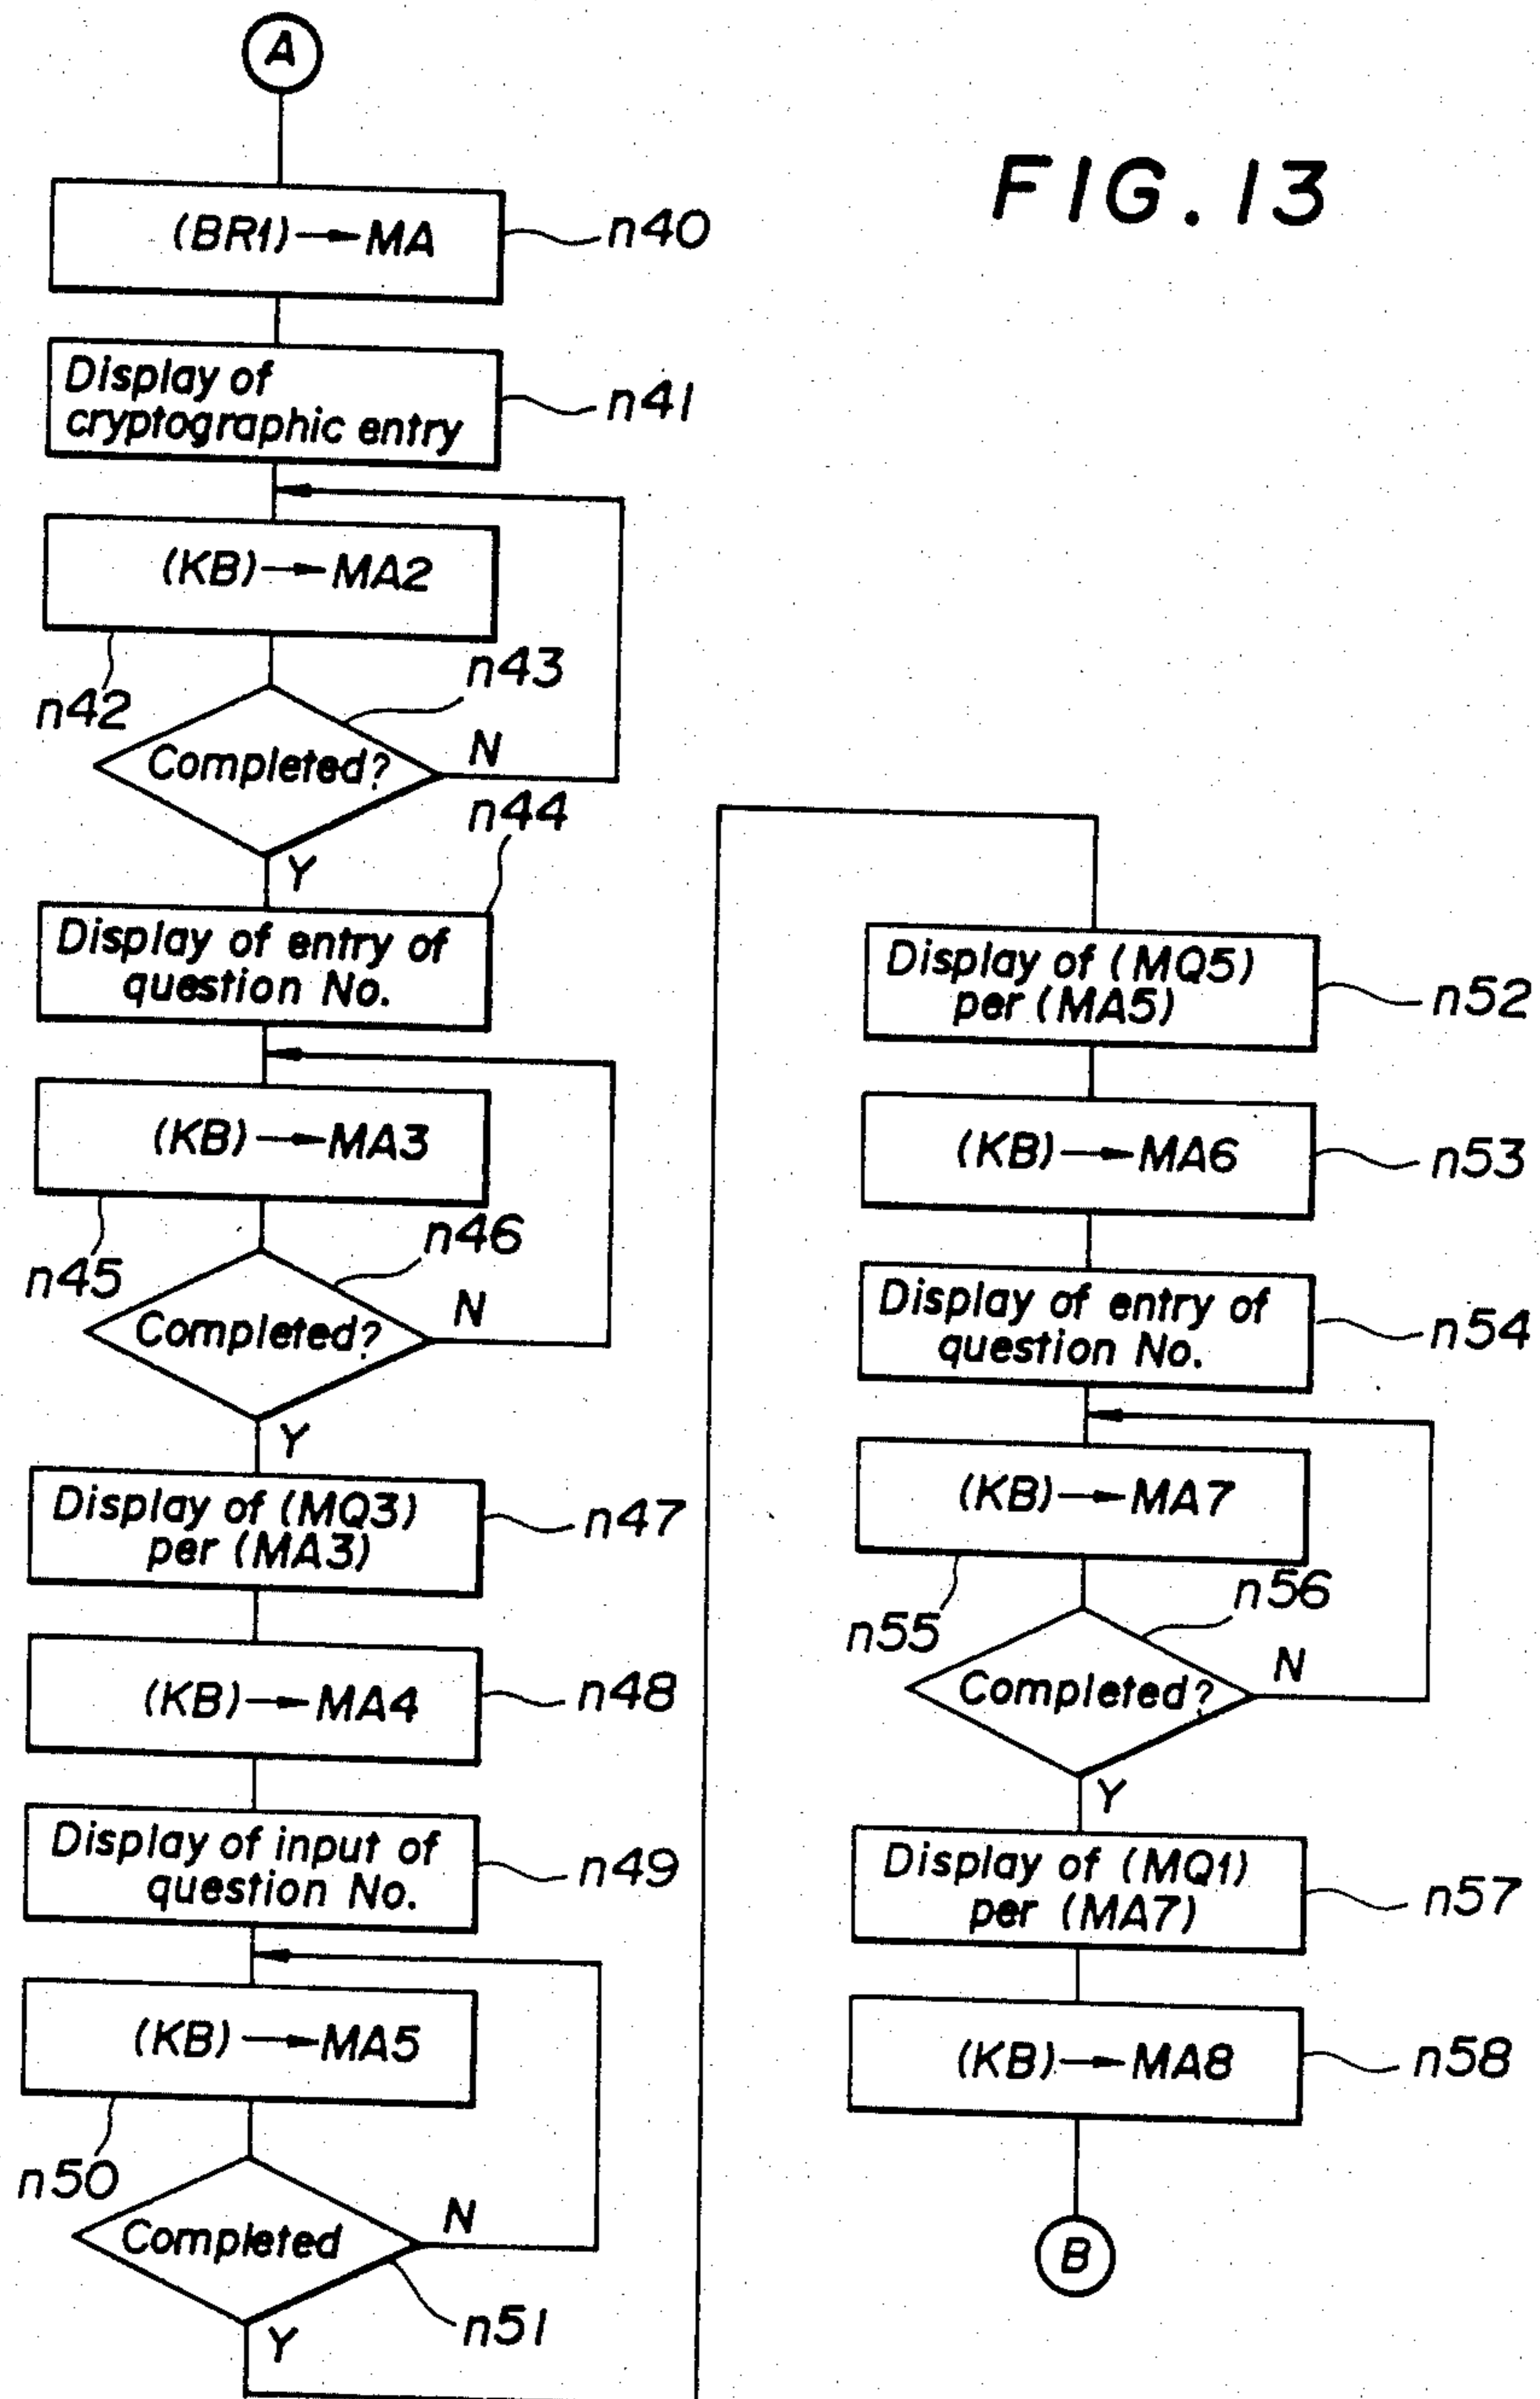 A
FIG. 13
(BR1)→MA
n40
Display of
cryptographic entry
n41
(KB)→MA2
n42
n43
Completed?
N
Y
n44
Display of entry of
question No.
(KB)→MA3
n45
n46
Completed?
N
Y
Display of (MQ3)
per (MA3)
n47
(KB)→MA4
n48
Display of input of
question No.
n49
(KB)→MA5
n50
Completed
N
n51
Y
Display of (MQ5)
per (MA5)
n52
(KB)→MA6
n53
Display of entry of
question No.
n54
(KB)→MA7
n55
n56
Completed?
N
Y
Display of (MQ1)
per (MA7)
n57
(KB)→MA8
n58
B